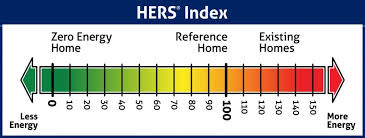 HERS® Index
Zero Energy
Home
Reference
Home
Existing
Homes
Less
Energy
0 10 20 30 40 50 60 70 80 90 100 110 120 130 140 150
More
Energy